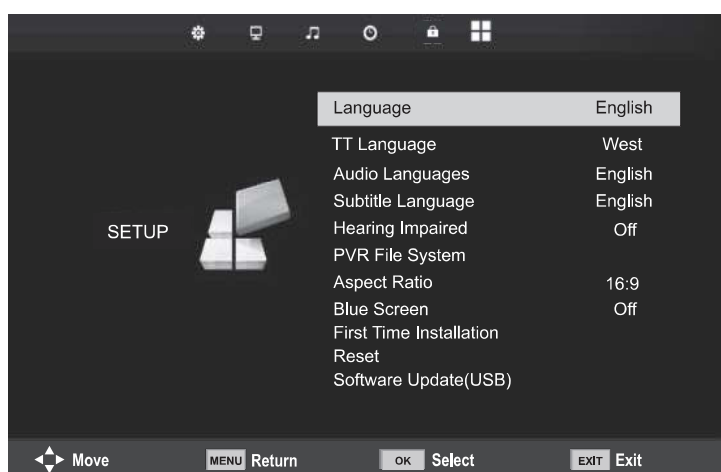 Language English
TT Language West
Audio Languages English
Subtitle Language English
SETUP
Hearing Impaired Off
PVR File System
Aspect Ratio 16:9
Blue Screen Off
First Time Installation
Reset
Software Update(USB)
Move MENU Return OK Select EXIT Exit